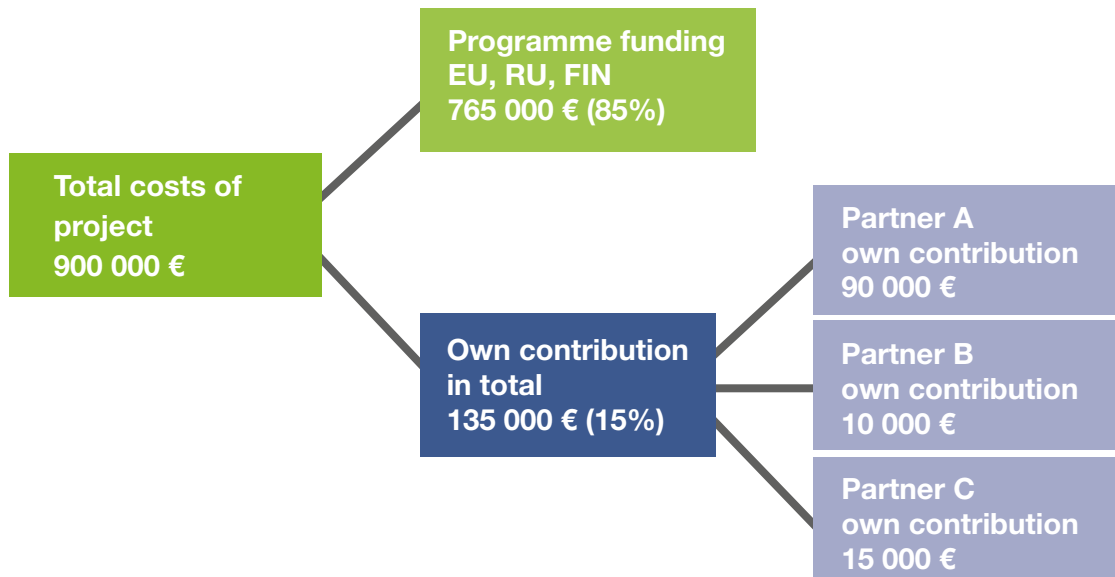 Programme funding
EU, RU, FIN
765 000 € (85%)
Total costs of
project
900 000 €
Own contribution
in total
135 000 € (15%)
Partner A
own contribution
90 000 €
Partner B
own contribution
10 000 €
Partner C
own contribution
15 000 €